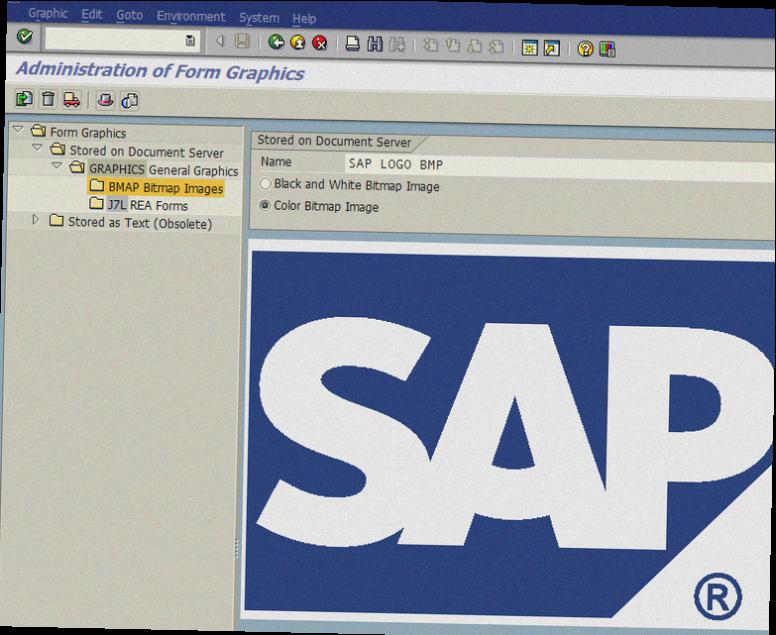 Graphic Edit Goto Environment System Help
Administration of Form Graphics
Form Graphics
Stored on Document Server
GRAPHICS General Graphics
BMAP Bitmap Images
J7L REA Forms
Stored as Text (Obsolete)
Stored on Document Server
Name SAP LOGO BMP
Black and White Bitmap Image
Color Bitmap Image
SAP
®